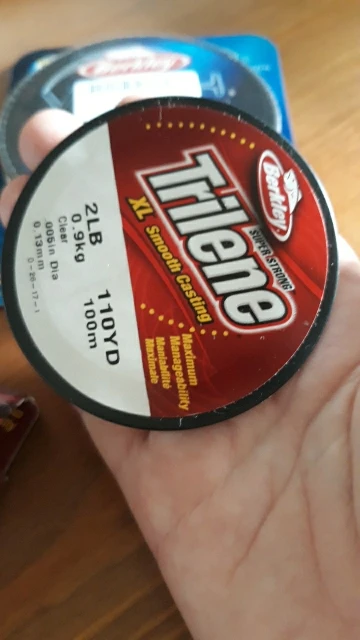 Berkley
Berkley
SUPER STRONG
Trilene
XL Smooth Casting
Maximum
Manageability
Maniabilité
Maximale
2LB 110YD
0.9kg 100m
Clear
.005in Dia
0.13mm